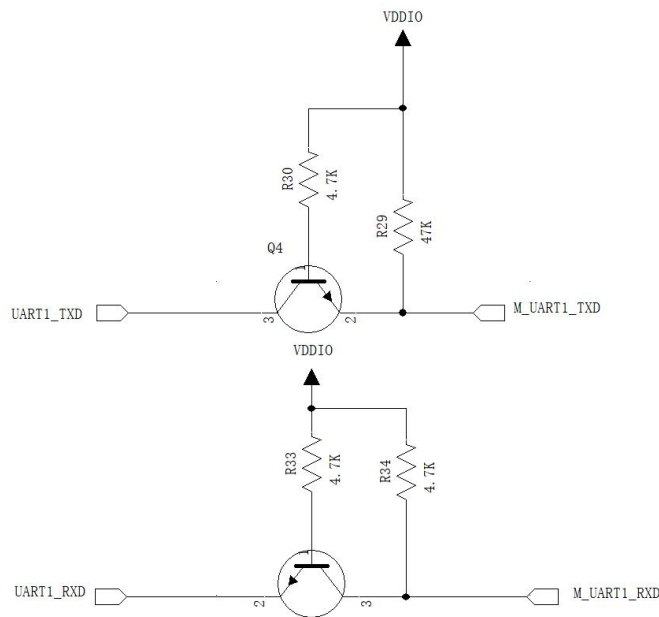 VDDIO
R30
4.7K
R29
47K
Q4
1
UART1_TXD
3
2
M_UART1_TXD
VDDIO
R33
4.7K
R34
4.7K
1
UART1_RXD
2
3
M_UART1_RXD